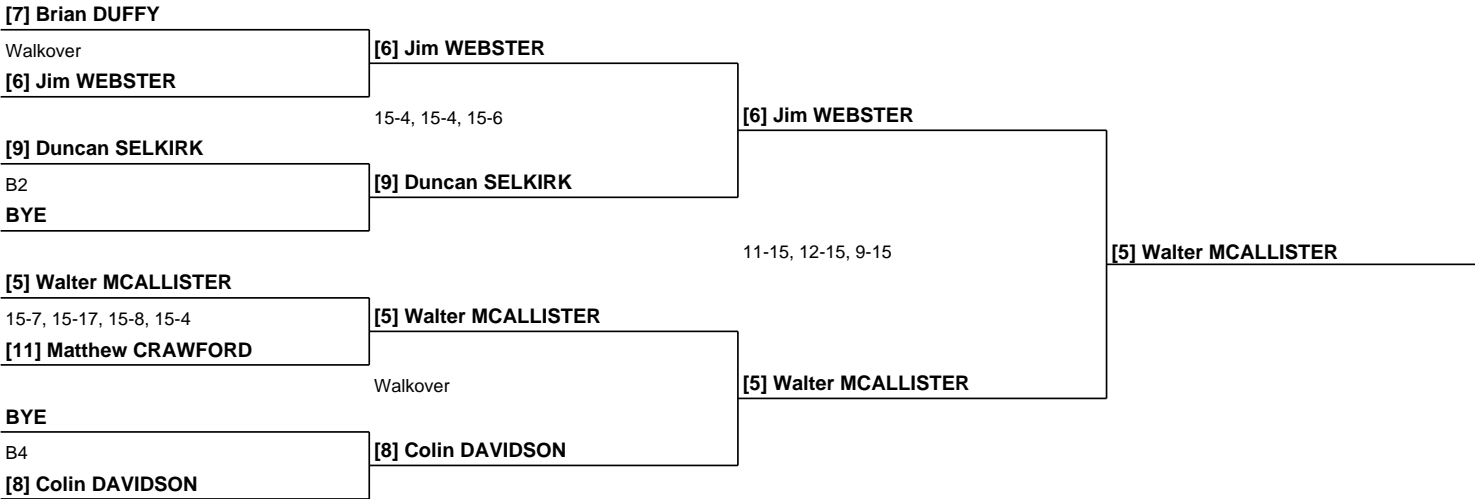 [7] Brian DUFFY
Walkover
[6] Jim WEBSTER
[9] Duncan SELKIRK
B2
BYE
[5] Walter MCALLISTER
15-7, 15-17, 15-8, 15-4
[11] Matthew CRAWFORD
BYE
B4
[8] Colin DAVIDSON
[6] Jim WEBSTER
15-4, 15-4, 15-6
[9] Duncan SELKIRK
[5] Walter MCALLISTER
Walkover
[8] Colin DAVIDSON
[6] Jim WEBSTER
11-15, 12-15, 9-15
[5] Walter MCALLISTER
[5] Walter MCALLISTER